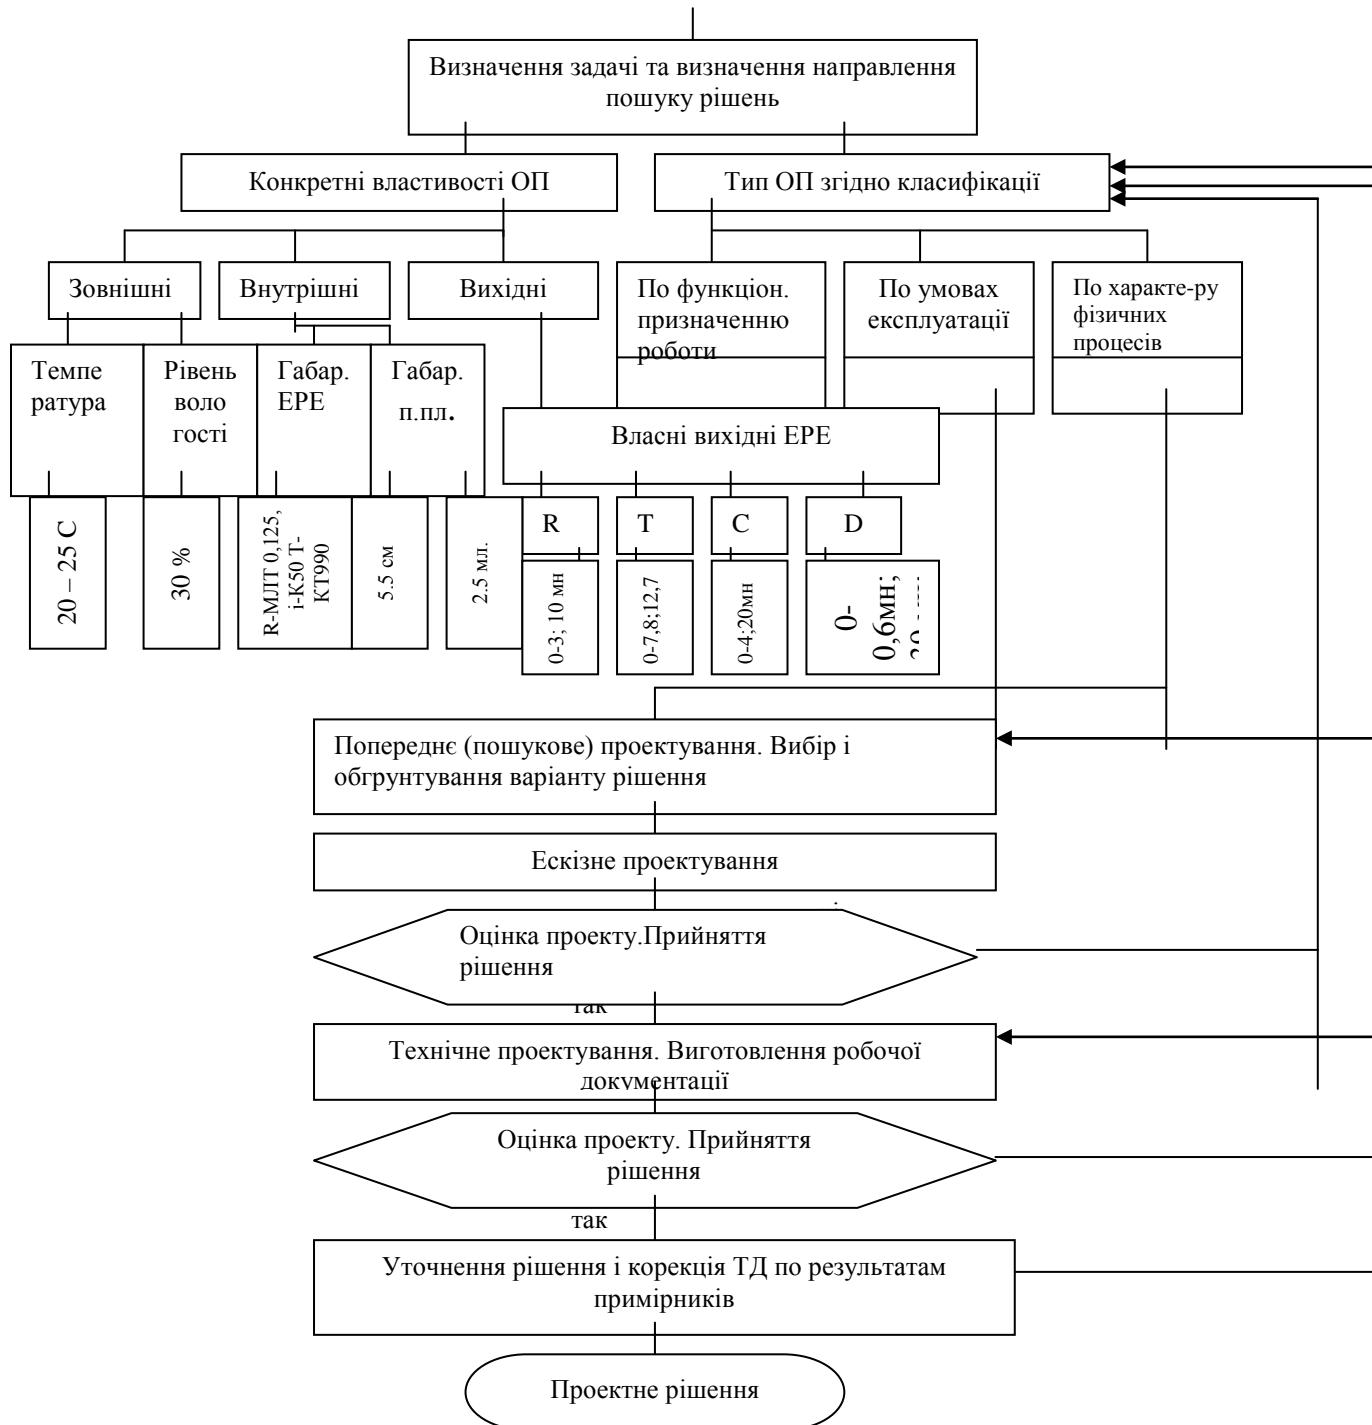 Визначення задачі та визначення направлення
пошуку рішень
Конкретні властивості ОП
Тип ОП згідно класифікації
Зовнішні
Внутрішні
Вихідні
По функціон.
призначенню
роботи
По умовах
експлуатації
По характе-ру
фізичних
процесів
Темпе
ратура
Рівень
воло
гості
Габар.
ЕРЕ
Габар.
п.пл.
Власні вихідні ЕРЕ
R
T
C
D
20 – 25 С
30 %
R-МЛТ 0,125,
і-К50 Т-
КТ990
5.5 см
2.5 мл.
0-3; 10 мн
0-7,8;12,7
0-4;20мн
0-
0,6мн;
Попереднє (пошукове) проектування. Вибір і
обгрунтування варіанту рішення
Ескізне проектування
Оцінка проекту.Прийняття
рішення
так
Технічне проектування. Виготовлення робочої
документації
Оцінка проекту. Прийняття
рішення
так
Уточнення рішення і корекція ТД по результатам
примірників
Проектне рішення